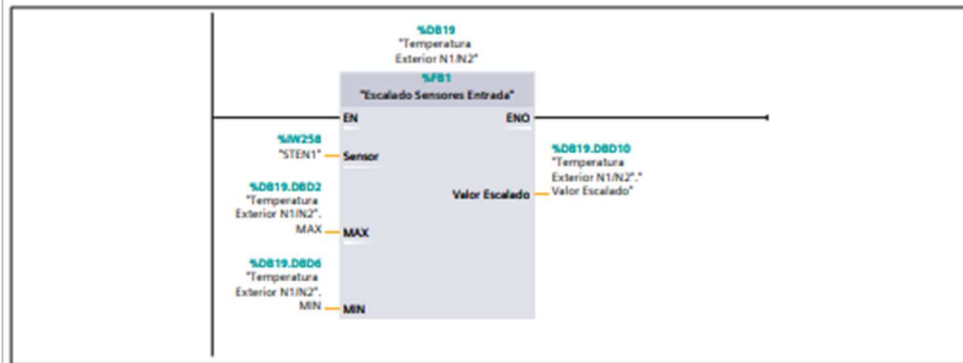 %DB19
"Temperatura
Exterior N1/N2"
%FB1
"Escalado Sensores Entrada"
EN
ENO
%IW258
"STEN1"
Sensor
%DB19.DBD10
"Temperatura
Exterior N1/N2"."
Valor Escalado"
Valor Escalado
%DB19.DBD2
"Temperatura
Exterior N1/N2".
MAX
MAX
%DB19.DBD6
"Temperatura
Exterior N1/N2".
MIN
MIN